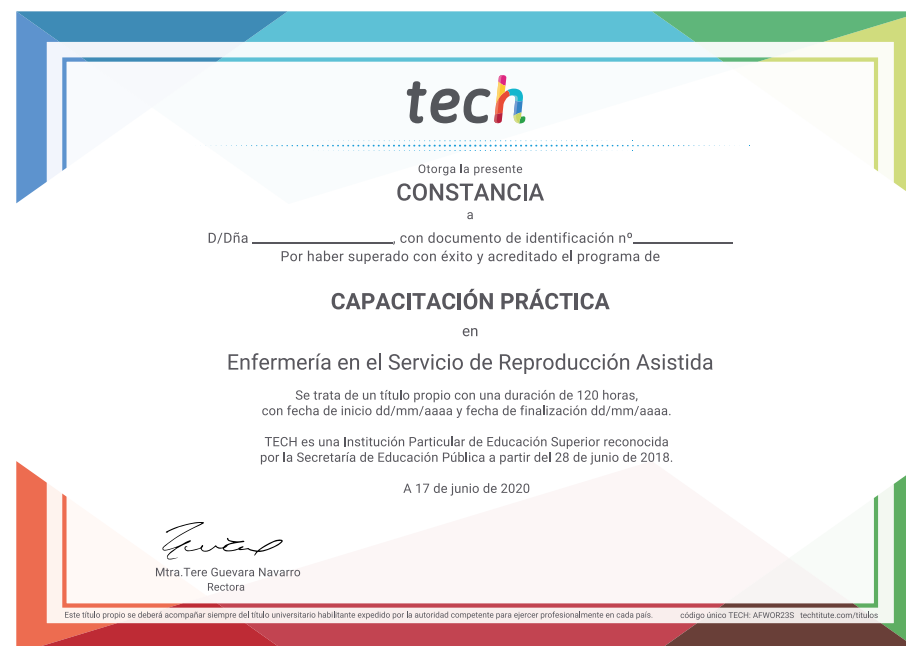 tech
Otorga la presente
CONSTANCIA
a
D/Dña ____________________, con documento de identificación nº______________
Por haber superado con éxito y acreditado el programa de
CAPACITACIÓN PRÁCTICA
en
Enfermería en el Servicio de Reproducción Asistida
Se trata de un título propio con una duración de 120 horas,
con fecha de inicio dd/mm/aaaa y fecha de finalización dd/mm/aaaa.
TECH es una Institución Particular de Educación Superior reconocida
por la Secretaría de Educación Pública a partir del 28 de junio de 2018.
A 17 de junio de 2020
Mtra.Tere Guevara Navarro
Rectora
Este título propio se deberá acompañar siempre del título universitario habilitante expedido por la autoridad competente para ejercer profesionalmente en cada país. código único TECH: AFWOR23S techtitute.com/titulos